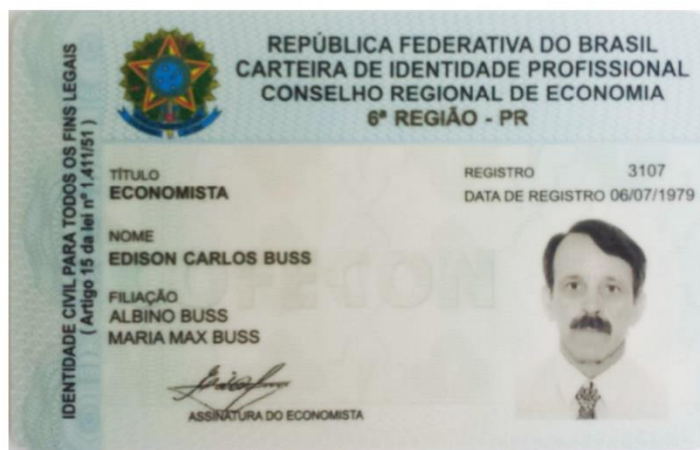 REPÚBLICA FEDERATIVA DO BRASIL
CARTEIRA DE IDENTIDADE PROFISSIONAL
CONSELHO REGIONAL DE ECONOMIA
6ª REGIÃO - PR
IDENTIDADE CIVIL PARA TODOS OS FINS LEGAIS
( Artigo 15 da lei nº 1.411/51 )
TÍTULO
ECONOMISTA
REGISTRO 3107
DATA DE REGISTRO 06/07/1979
NOME
EDISON CARLOS BUSS
FILIAÇÃO
ALBINO BUSS
MARIA MAX BUSS
ASSINATURA DO ECONOMISTA